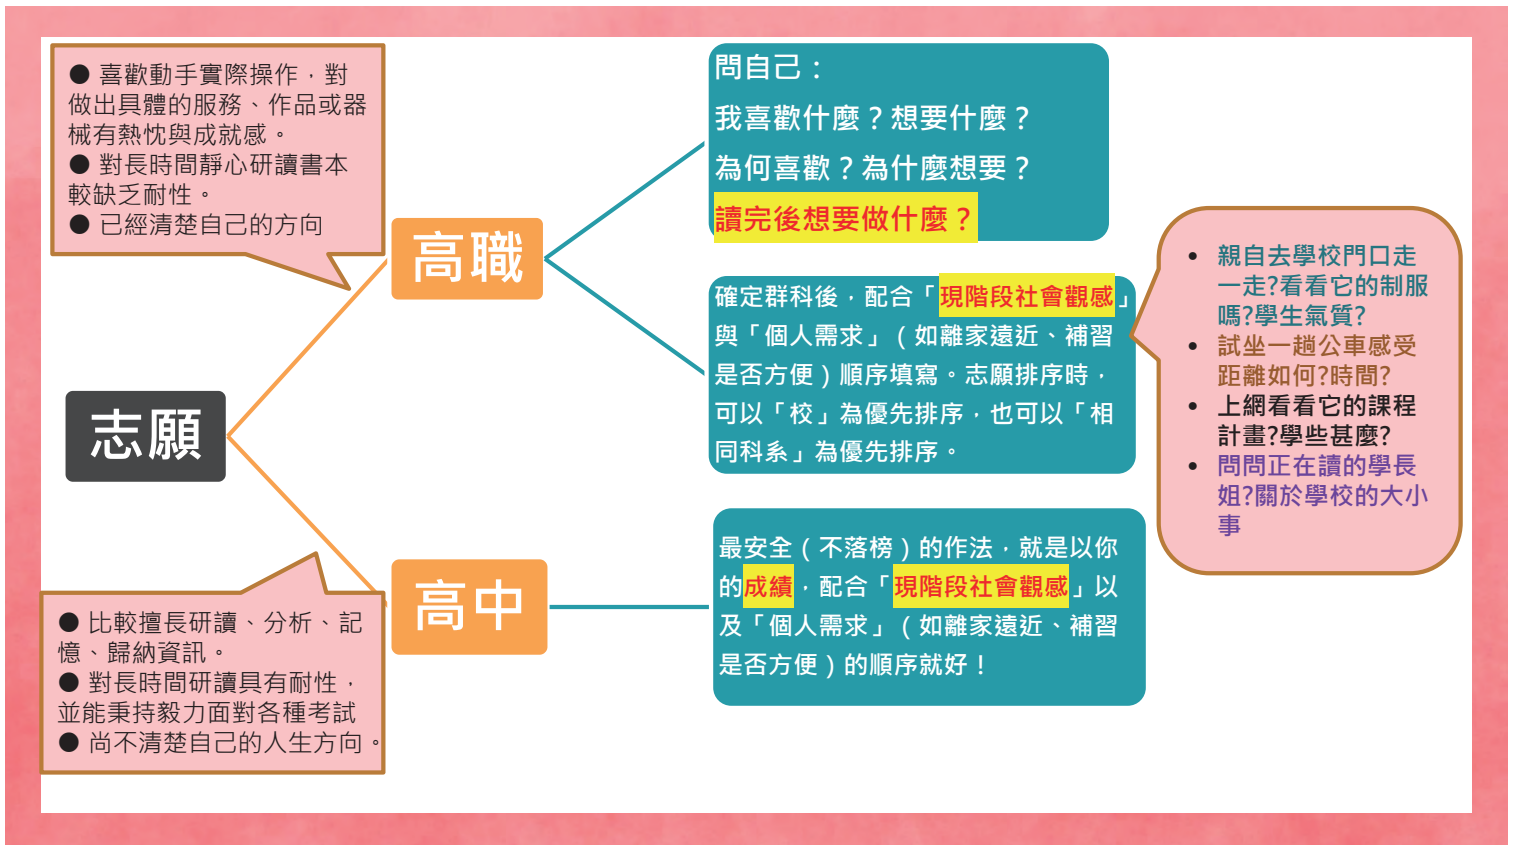 ● 喜歡動手實際操作，對
做出具體的服務、作品或器
械有熱忱與成就感。
● 對長時間靜心研讀書本
較缺乏耐性。
● 已經清楚自己的方向
志願
高職
問自己：
我喜歡什麼？想要什麼？
為何喜歡？為什麼想要？
讀完後想要做什麼？
確定群科後，配合「現階段社會觀感」
與「個人需求」（如離家遠近、補習
是否方便）順序填寫。志願排序時，
可以「校」為優先排序，也可以「相
同科系」為優先排序。
• 親自去學校門口走
一走?看看它的制服
嗎?學生氣質?
• 試坐一趟公車感受
距離如何?時間?
• 上網看看它的課程
計畫?學些甚麼?
• 問問正在讀的學長
姐?關於學校的大小
事
高中
● 比較擅長研讀、分析、記
憶、歸納資訊。
● 對長時間研讀具有耐性，
並能秉持毅力面對各種考試
● 尚不清楚自己的人生方向。
最安全（不落榜）的作法，就是以你
的成績，配合「現階段社會觀感」以
及「個人需求」（如離家遠近、補習
是否方便）的順序就好！